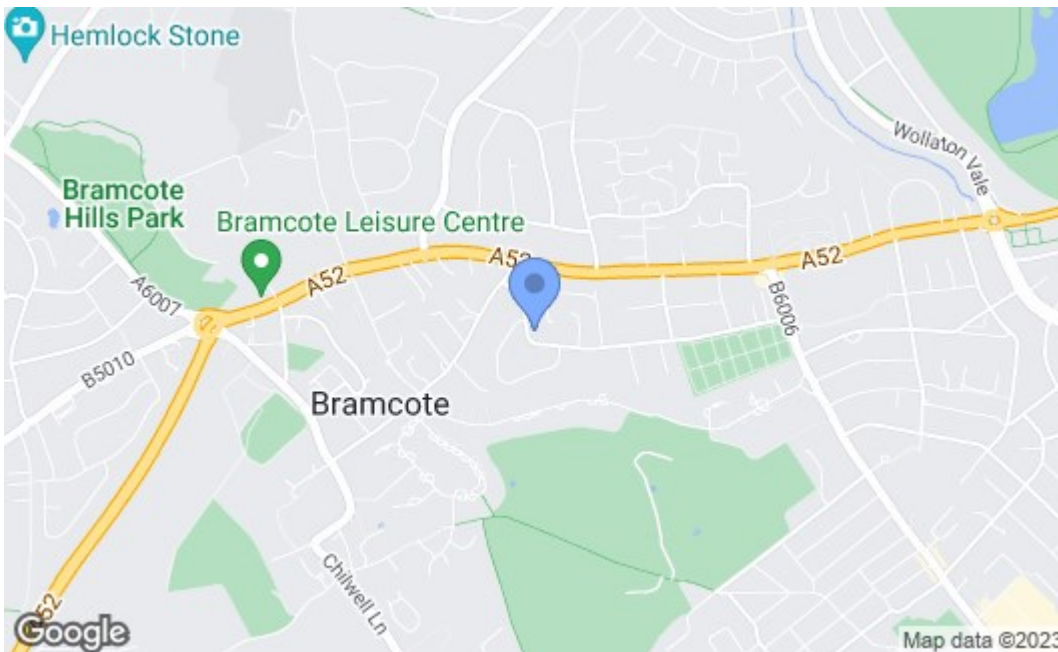 Hemlock Stone
Wollaton Vale
Bramcote
Hills Park
Bramcote Leisure Centre
A52
A52
A52
A6007
B6006
B5010
Bramcote
Chilwell Ln
A52
Google
Map data ©2023